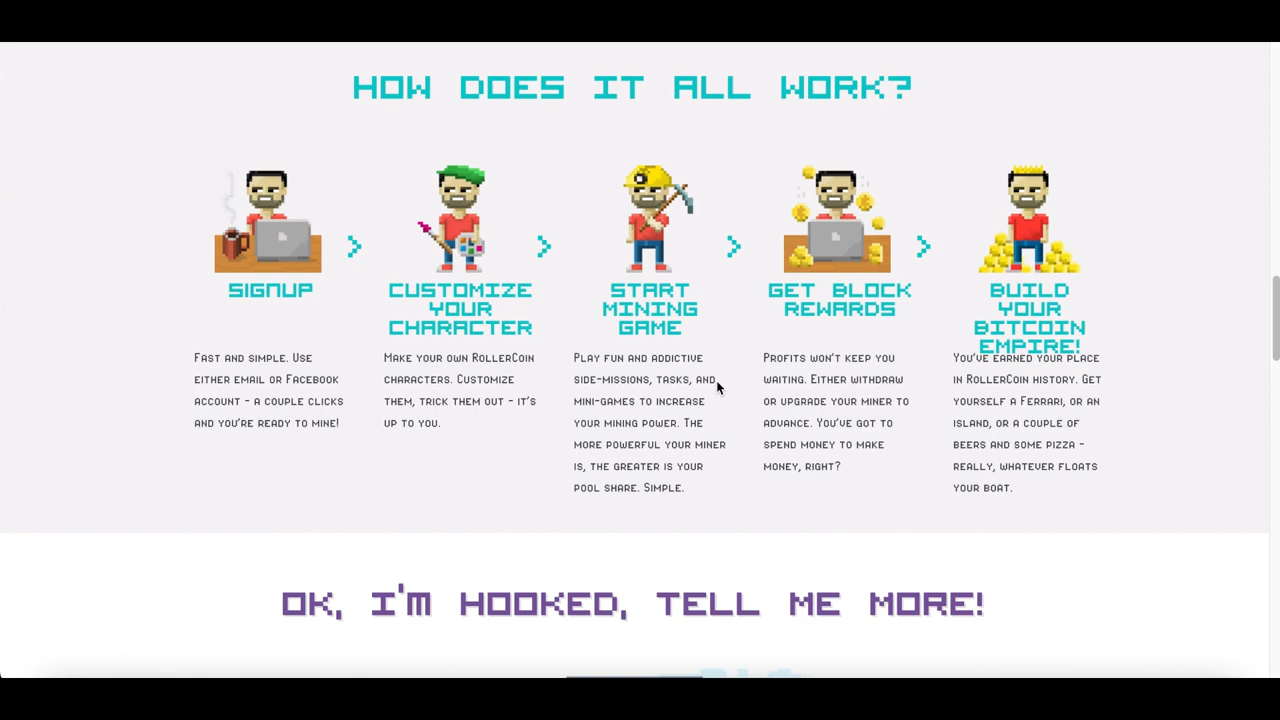 HOW DOES IT ALL WORK?
SIGNUP
Fast and simple. Use
either email or Facebook
account - a couple clicks
and you're ready to mine!
CUSTOMIZE
YOUR
CHARACTER
Make your own RollerCoin
characters. Customize
them, trick them out - it's
up to you.
START
MINING
GAME
Play fun and addictive
side-missions, tasks, and
mini-games to increase
your mining power. The
more powerful your miner
is, the greater is your
pool share. Simple.
GET BLOCK
REWARDS
Profits won't keep you
waiting. Either withdraw
or upgrade your miner to
advance. You've got to
spend money to make
money, right?
BUILD
YOUR
BITCOIN
EMPIRE!
You've earned your place
in RollerCoin history. Get
yourself a Ferrari, or an
island, or a couple of
beers and some pizza -
really, whatever floats
your boat.
OK, I'M HOOKED, TELL ME MORE!